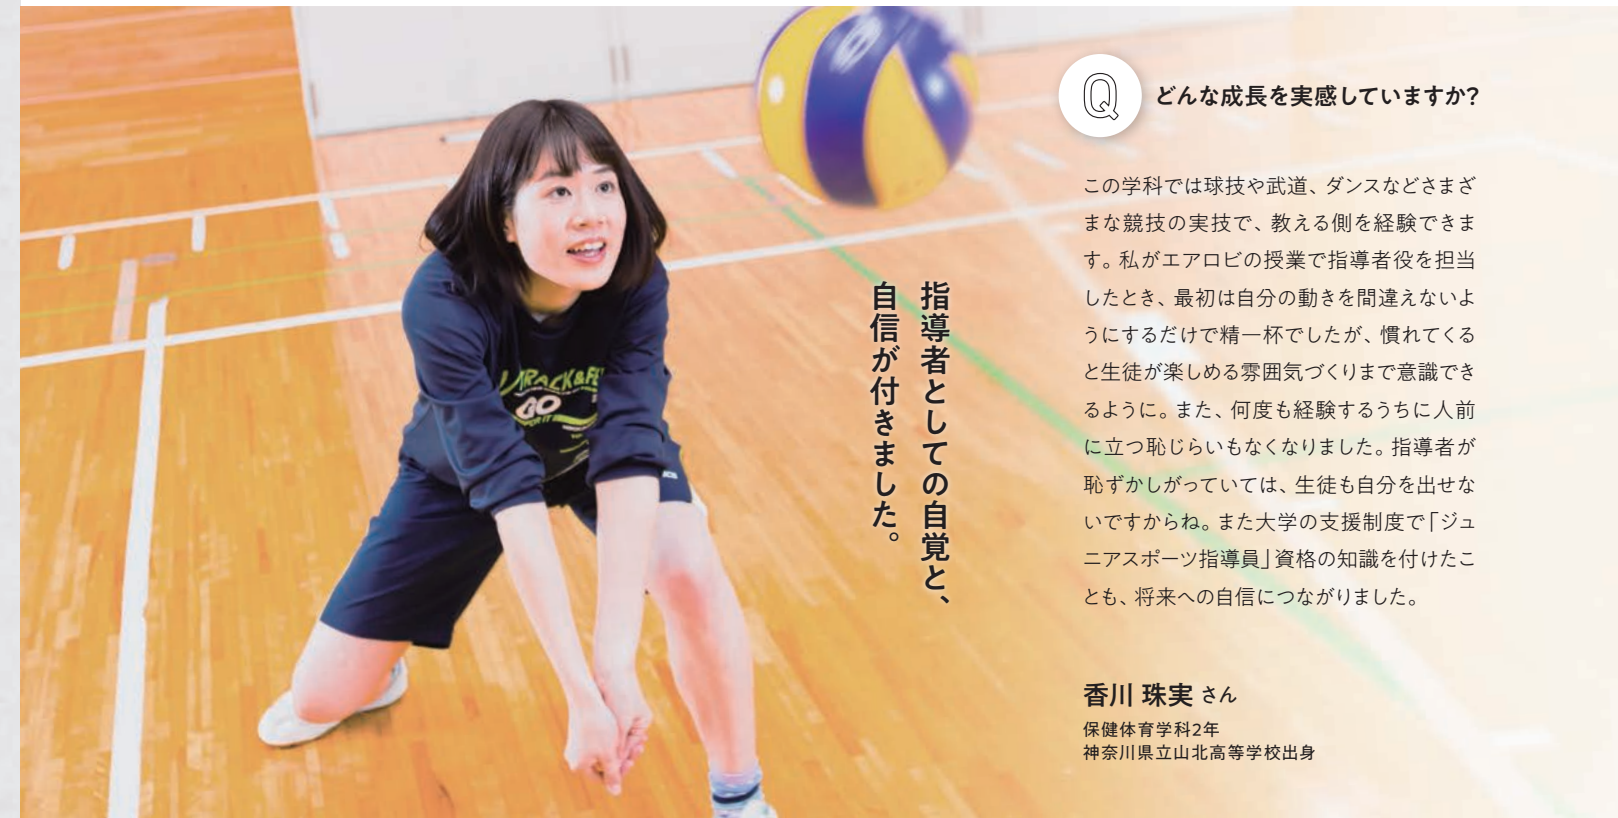 Q
どんな成長を実感していますか?
指導者としての自覚と、
自信が付きました。
この学科では球技や武道、ダンスなどさまざ
まな競技の実技で、教える側を経験できま
す。私がエアロビの授業で指導者役を担当
したとき、最初は自分の動きを間違えないよ
うにするだけで精一杯でしたが、慣れてくる
と生徒が楽しめる雰囲気づくりまで意識でき
るように。また、何度も経験するうちに人前
に立つ恥じらいもなくなりました。指導者が
恥ずかしがっていては、生徒も自分を出せな
いですからね。また大学の支援制度で「ジュ
ニアスポーツ指導員」資格の知識を付けたこ
とも、将来への自信につながりました。
香川 珠実 さん
保健体育学科2年
神奈川県立山北高等学校出身
GO